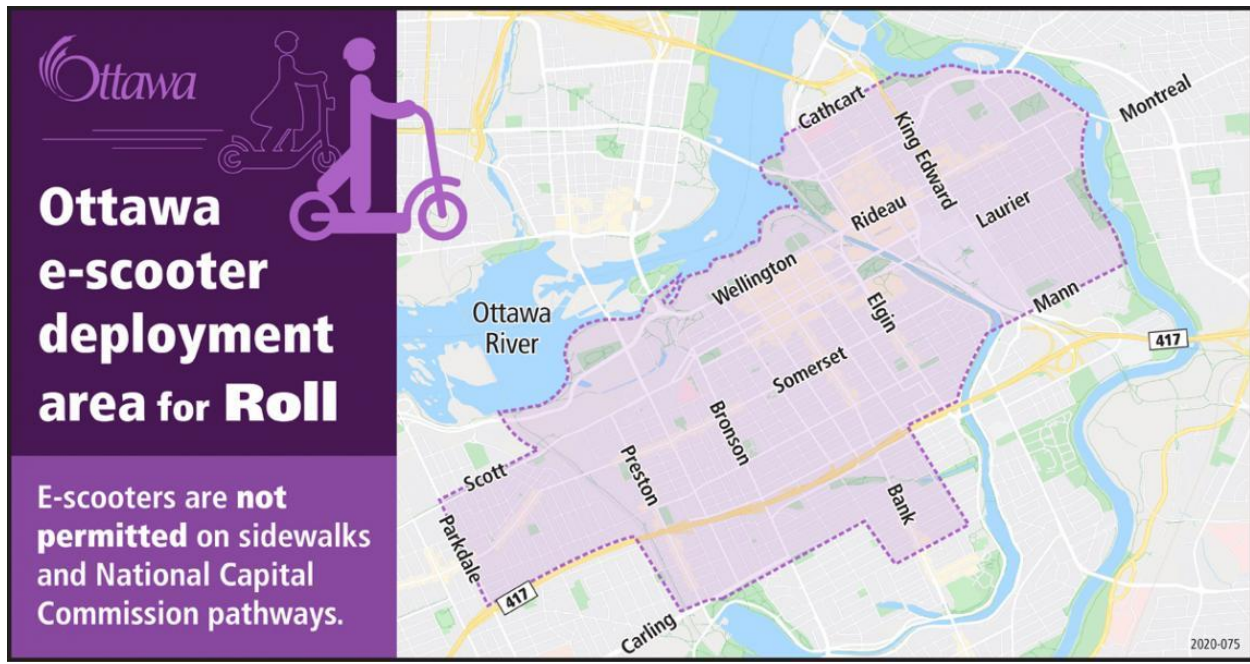 Ottawa
Ottawa
e-scooter
deployment
area for Roll
E-scooters are not
permitted on sidewalks
and National Capital
Commission pathways.
Cathcart
King Edward
Montreal
Rideau
Laurier
Wellington
Elgin
Mann
Ottawa
River
417
Somerset
Bronson
Preston
Scott
Bank
Parkdale
417
Carling
2020-075